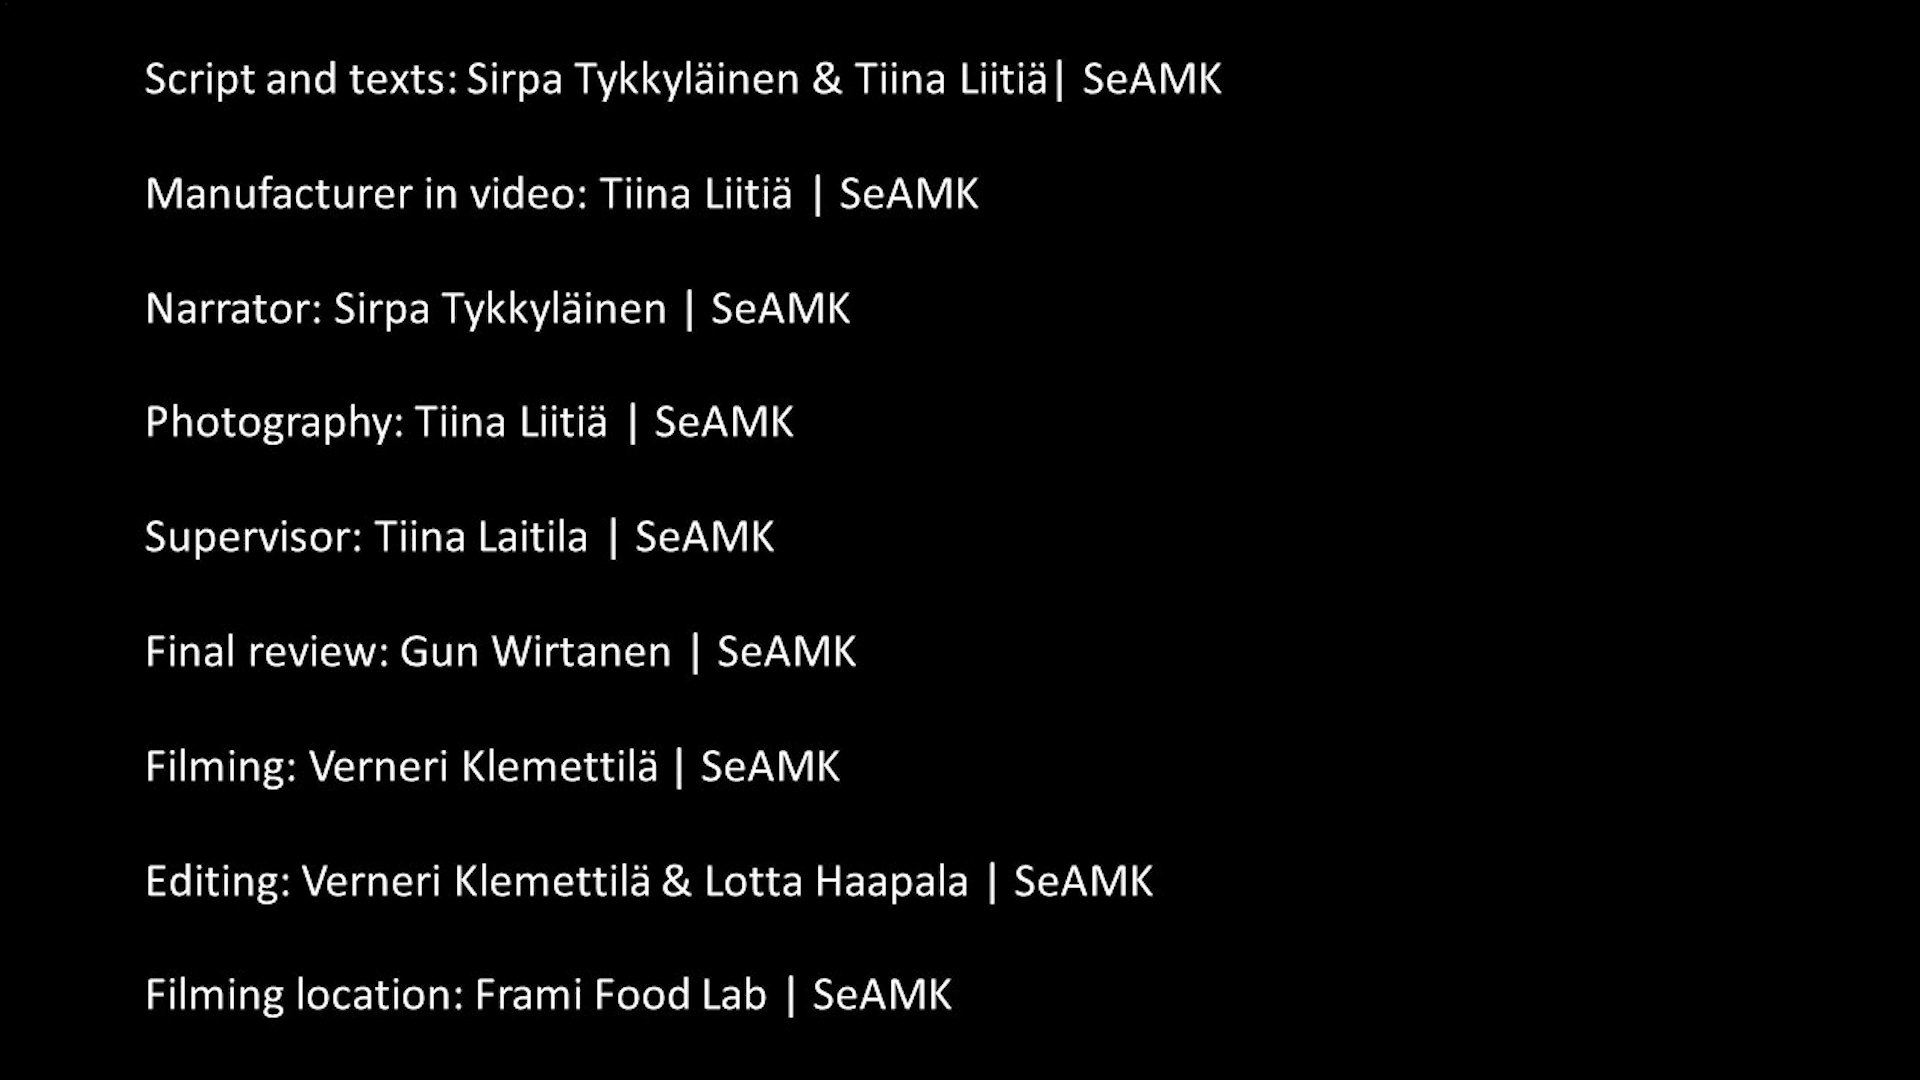 Script and texts: Sirpa Tykkyläinen & Tiina Liitiä| SeAMK
Manufacturer in video: Tiina Liitiä | SeAMK
Narrator: Sirpa Tykkyläinen | SeAMK
Photography: Tiina Liitiä | SeAMK
Supervisor: Tiina Laitila | SeAMK
Final review: Gun Wirtanen | SeAMK
Filming: Verneri Klemettilä | SeAMK
Editing: Verneri Klemettilä & Lotta Haapala | SeAMK
Filming location: Frami Food Lab | SeAMK